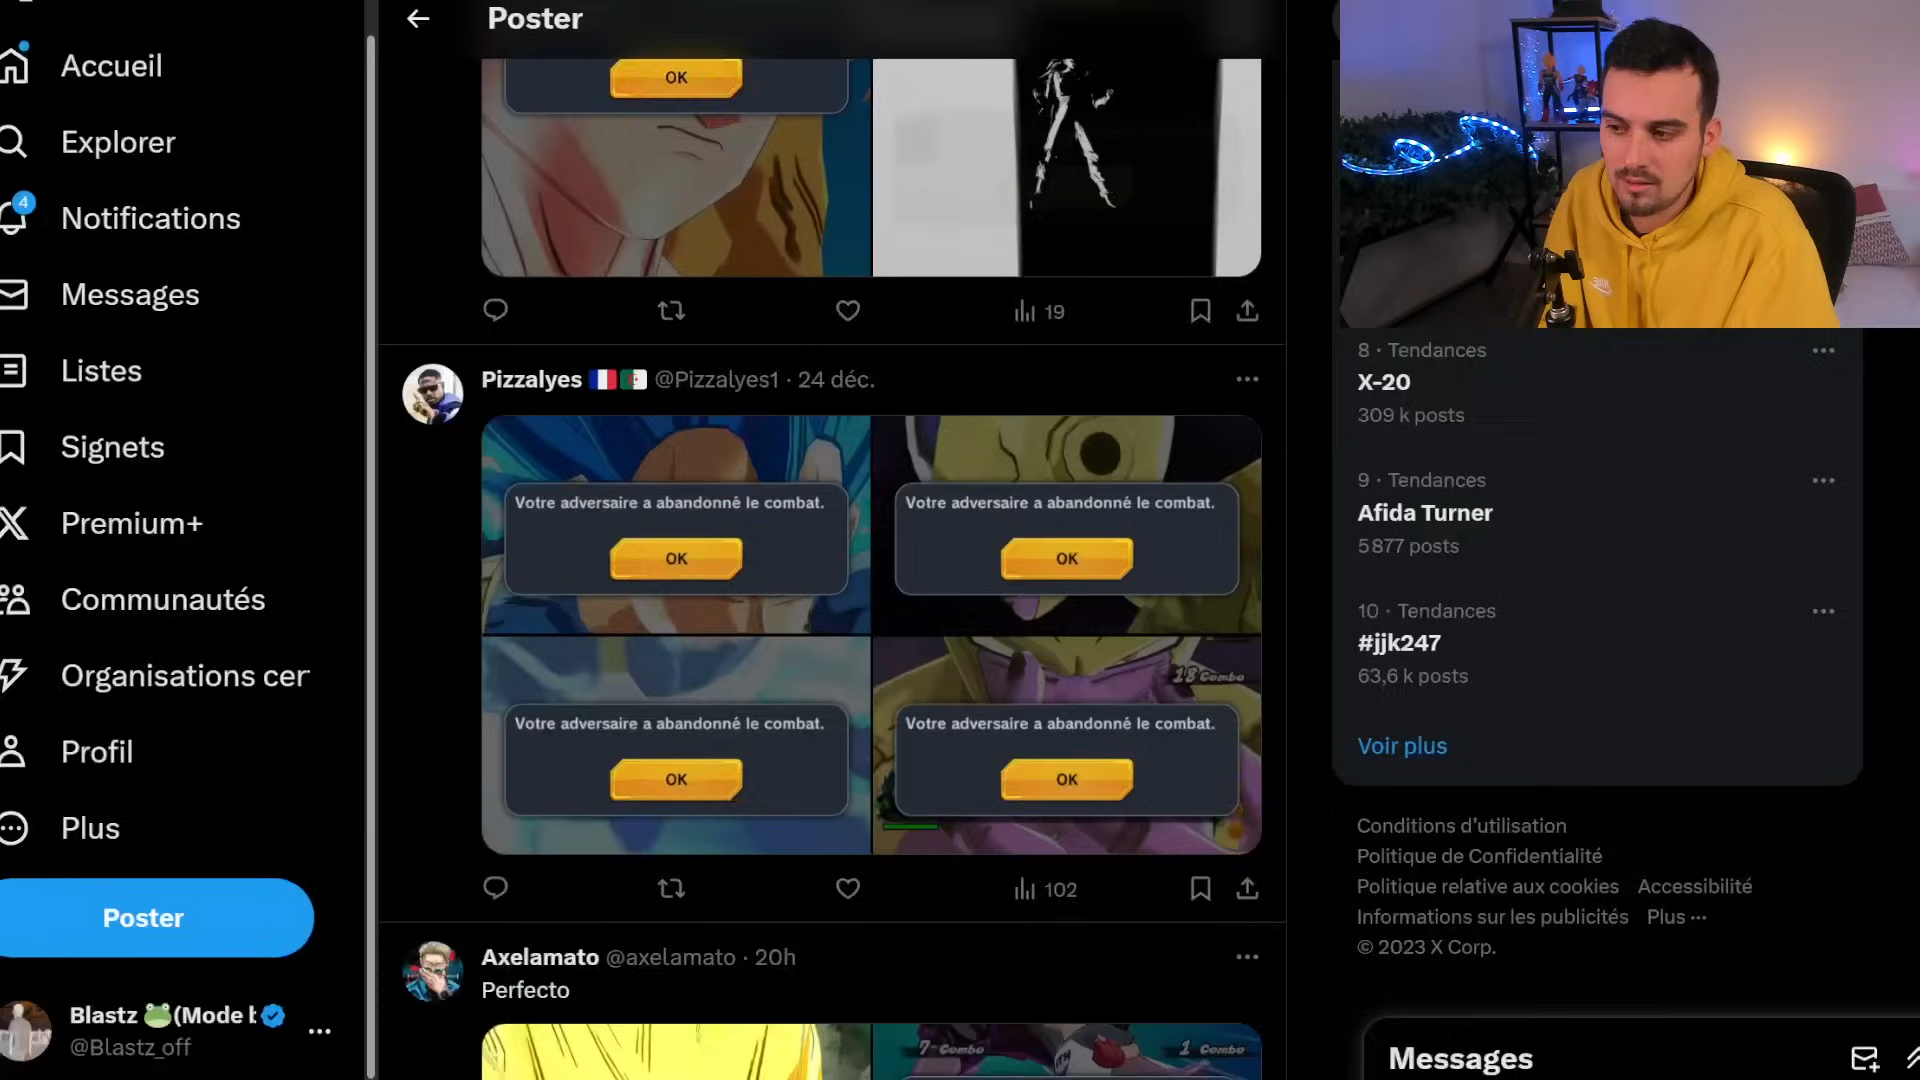 Poster
Accueil
Explorer
4
Notifications
Messages
Listes
Signets
Premium+
Communautés
Organisations cer
Profil
Plus
Poster
Blastz 🐸(Mode
@Blastz_off
OK
19
Pizzalyes 🇫🇷🇩🇿 @Pizzalyes1 · 24 déc.
Votre adversaire a abandonné le combat.
OK
Votre adversaire a abandonné le combat.
OK
Votre adversaire a abandonné le combat.
OK
18 Combo
Votre adversaire a abandonné le combat.
OK
102
Axelamato @axelamato · 20h
Perfecto
7 Combo
1 Combo
8 · Tendances
X-20
309 k posts
9 · Tendances
Afida Turner
5 877 posts
10 · Tendances
#jjk247
63,6 k posts
Voir plus
Conditions d’utilisation
Politique de Confidentialité
Politique relative aux cookies Accessibilité
Informations sur les publicités Plus ···
© 2023 X Corp.
Messages